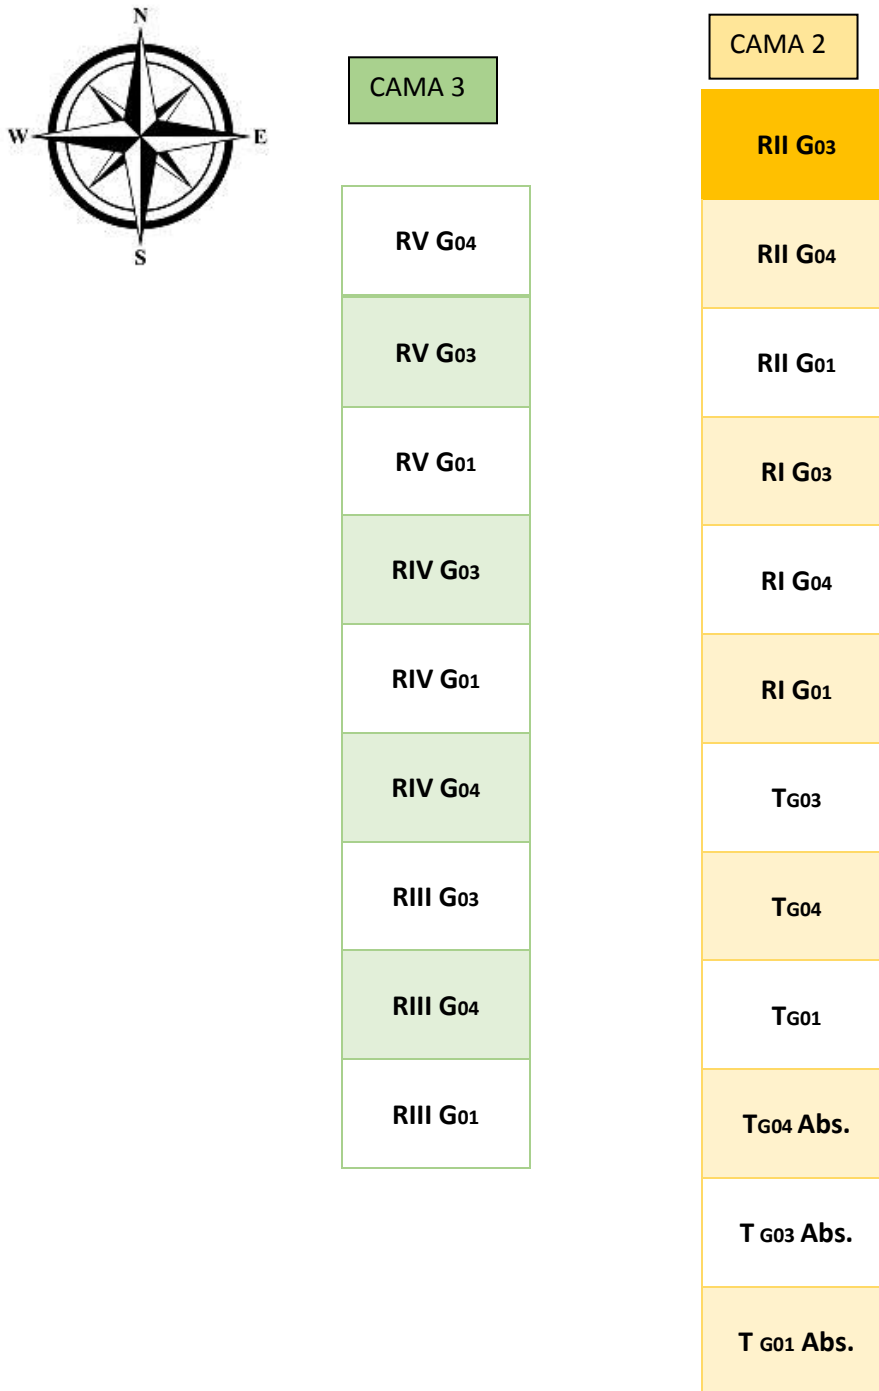 N
W
E
S
CAMA 3
RV G04
RV G03
RV G01
RIV G03
RIV G01
RIV G04
RIII G03
RIII G04
RIII G01
CAMA 2
RII G03
RII G04
RII G01
RI G03
RI G04
RI G01
TG03
TG04
TG01
TG04 Abs.
T G03 Abs.
T G01 Abs.